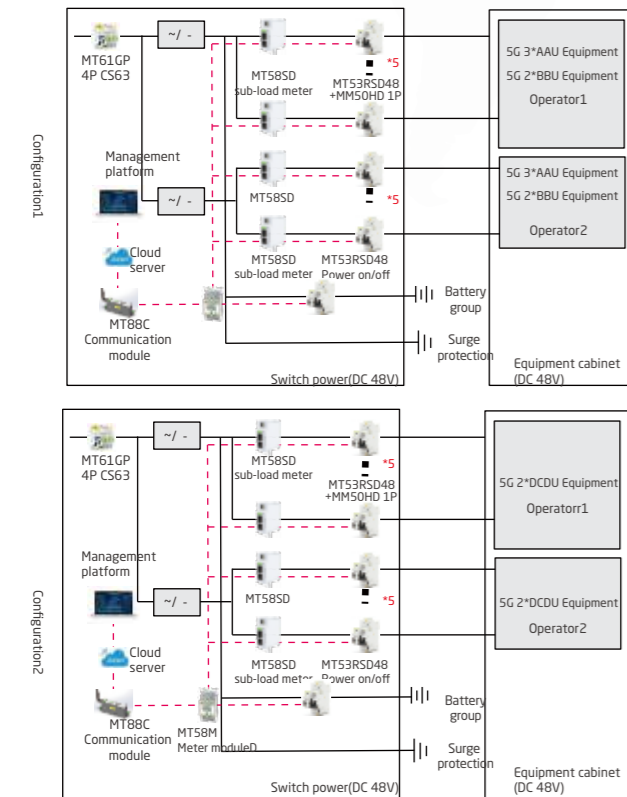 Configuration1
~/ -
MT61GP
4P CS63
MT58SD
sub-load meter
MT53RSD48
+MM50HD 1P
*5
5G 3*AAU Equipment
5G 2*BBU Equipment
Operator1
Management
platform
~/ -
MT58SD
*5
5G 3*AAU Equipment
5G 2*BBU Equipment
Operator2
Cloud
server
MT58SD
sub-load meter
MT53RSD48
Power on/off
MT88C
Communication
module
Battery
group
Surge
protection
Switch power(DC 48V)
Equipment cabinet
(DC 48V)
Configuration2
~/ -
MT61GP
4P CS63
MT58SD
sub-load meter
*5
MT53RSD48
+MM50HD 1P
5G 2*DCDU Equipment
Operatorr1
Management
platform
~/ -
MT58SD
*5
5G 2*DCDU Equipment
Operator2
Cloud
server
MT58SD
sub-load meter
MT53RSD48
Power on/off
MT88C
Communication
module
MT58M
Meter moduleD
Battery
group
Surge
protection
Switch power(DC 48V)
Equipment cabinet
(DC 48V)